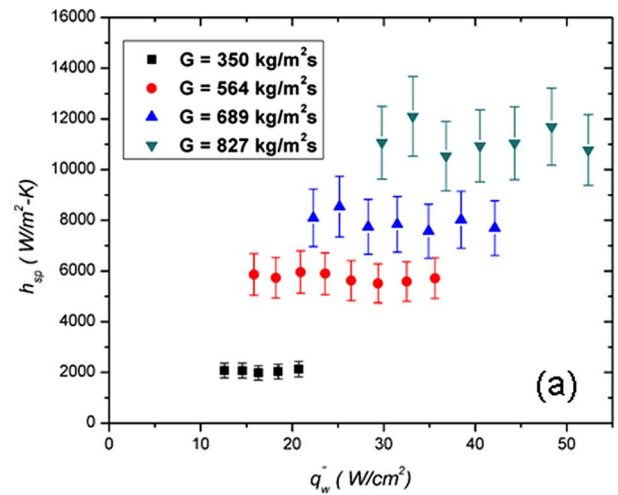 16000
14000
12000
10000
8000
6000
4000
2000
0
h_sp ( W/m²-K)
G = 350 kg/m²s
G = 564 kg/m²s
G = 689 kg/m²s
G = 827 kg/m²s
(a)
0 10 20 30 40 50
q″_w ( W/cm²)